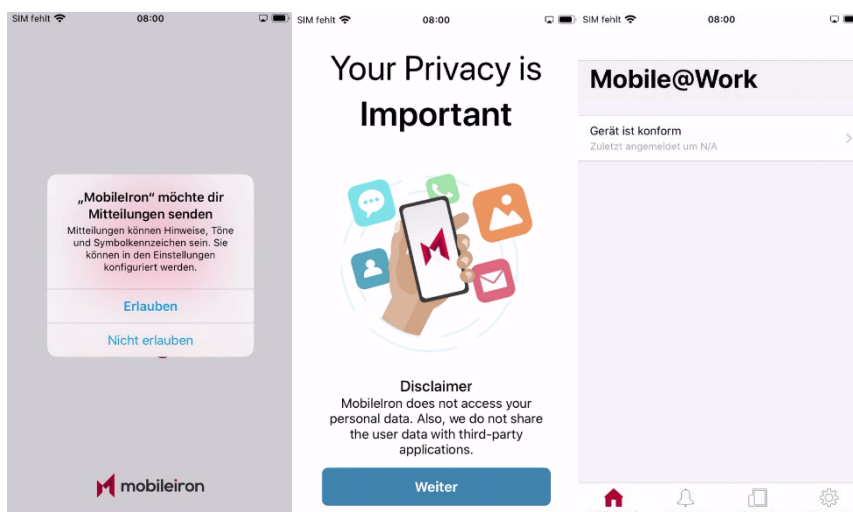 SIM fehlt 08:00
„MobileIron“ möchte dir
Mitteilungen senden
Mitteilungen können Hinweise, Töne
und Symbolkennzeichen sein. Sie
können in den Einstellungen
konfiguriert werden.
Erlauben
Nicht erlauben
mobileiron
SIM fehlt 08:00
Your Privacy is
Important
Disclaimer
MobileIron does not access your
personal data. Also, we do not share
the user data with third-party
applications.
Weiter
SIM fehlt 08:00
Mobile@Work
Gerät ist konform
Zuletzt angemeldet um N/A